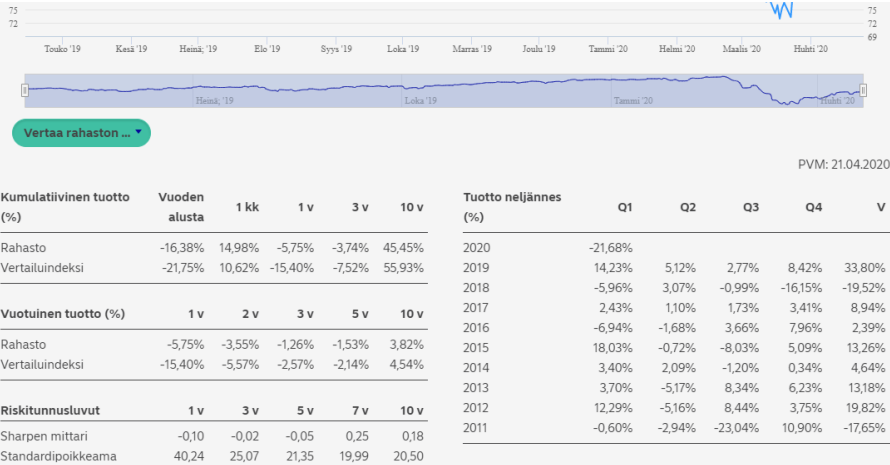 75 75
72 72
69
Touko '19 Kesä '19 Heinä; '19 Elo '19 Syys '19 Loka '19 Marras '19 Joulu '19 Tammi '20 Helmi '20 Maalis '20 Huhti '20
Heinä; '19 Loka '19 Tammi '20 Huhti '20
Vertaa rahaston ...
PVM: 21.04.2020
Kumulatiivinen tuotto (%) Vuoden alusta 1 kk 1 v 3 v 10 v
Rahasto -16,38% 14,98% -5,75% -3,74% 45,45%
Vertailuindeksi -21,75% 10,62% -15,40% -7,52% 55,93%
Vuotuinen tuotto (%) 1 v 2 v 3 v 5 v 10 v
Rahasto -5,75% -3,55% -1,26% -1,53% 3,82%
Vertailuindeksi -15,40% -5,57% -2,57% -2,14% 4,54%
Riskitunnusluvut 1 v 3 v 5 v 7 v 10 v
Sharpen mittari -0,10 -0,02 -0,05 0,25 0,18
Standardipoikkeama 40,24 25,07 21,35 19,99 20,50
Tuotto neljännes (%) Q1 Q2 Q3 Q4 V
2020 -21,68%
2019 14,23% 5,12% 2,77% 8,42% 33,80%
2018 -5,96% 3,07% -0,99% -16,15% -19,52%
2017 2,43% 1,10% 1,73% 3,41% 8,94%
2016 -6,94% -1,68% 3,66% 7,96% 2,39%
2015 18,03% -0,72% -8,03% 5,09% 13,26%
2014 3,40% 2,09% -1,20% 0,34% 4,64%
2013 3,70% -5,17% 8,34% 6,23% 13,18%
2012 12,29% -5,16% 8,44% 3,75% 19,82%
2011 -0,60% -2,94% -23,04% 10,90% -17,65%